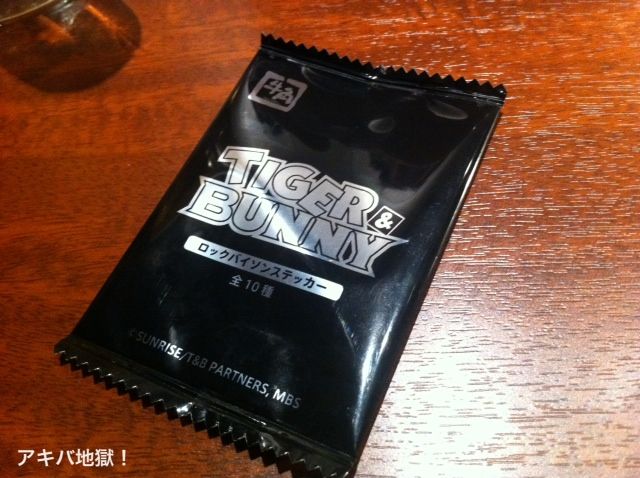 牛角
TIGER &
BUNNY
ロックバイソンステッカー
全10種
© SUNRISE/T&B PARTNERS, MBS
アキバ地獄！